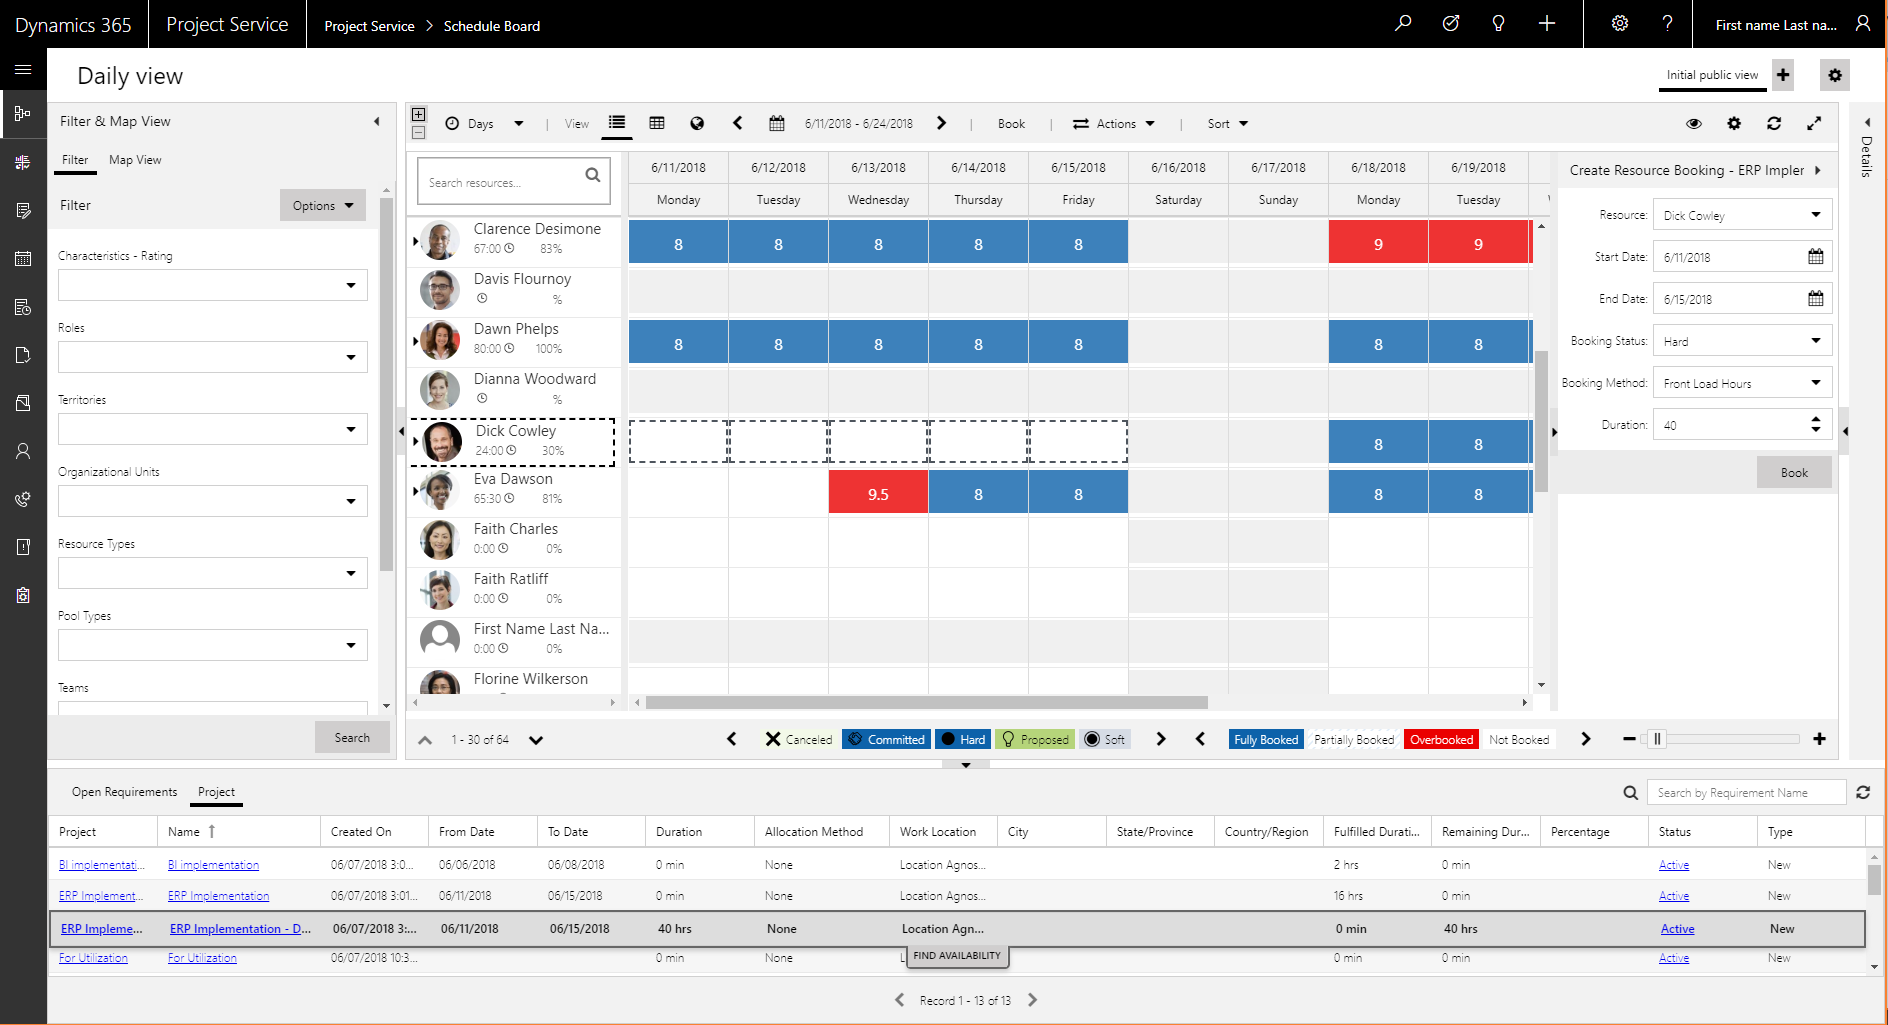 Dynamics 365 Project Service Project Service > Schedule Board First name Last na...
Daily view Initial public view
Filter & Map View
Filter Map View
Filter Options
Characteristics - Rating
Roles
Territories
Organizational Units
Resource Types
Pool Types
Teams
Search
Days View 6/11/2018 - 6/24/2018 Book Actions Sort
Search resources...
6/11/2018 6/12/2018 6/13/2018 6/14/2018 6/15/2018 6/16/2018 6/17/2018 6/18/2018 6/19/2018
Monday Tuesday Wednesday Thursday Friday Saturday Sunday Monday Tuesday
Clarence Desimone
67:00 83%
8 8 8 8 8 9 9
Davis Flournoy
%
Dawn Phelps
80:00 100%
8 8 8 8 8 8 8
Dianna Woodward
%
Dick Cowley
24:00 30%
8 8
Eva Dawson
65:30 81%
9.5 8 8 8 8
Faith Charles
0:00 0%
Faith Ratliff
0:00 0%
First Name Last Na...
0:00 0%
Florine Wilkerson
1 - 30 of 64
Canceled Committed Hard Proposed Soft
Fully Booked Partially Booked Overbooked Not Booked
Create Resource Booking - ERP Impler
Resource: Dick Cowley
Start Date: 6/11/2018
End Date: 6/15/2018
Booking Status: Hard
Booking Method: Front Load Hours
Duration: 40
Book
Details
Open Requirements Project Search by Requirement Name
Project Name Created On From Date To Date Duration Allocation Method Work Location City State/Province Country/Region Fulfilled Durati... Remaining Dur... Percentage Status Type
BI implementati... BI implementation 06/07/2018 3:0... 06/06/2018 06/08/2018 0 min None Location Agnos... 2 hrs 0 min Active New
ERP Implement... ERP Implementation 06/07/2018 3:01... 06/11/2018 06/15/2018 0 min None Location Agnos... 16 hrs 0 min Active New
ERP Impleme... ERP Implementation - D... 06/07/2018 3:... 06/11/2018 06/15/2018 40 hrs None Location Agn... 0 min 40 hrs Active New
For Utilization For Utilization 06/07/2018 10:3... 0 min None 0 min 0 min Active New
FIND AVAILABILITY
Record 1 - 13 of 13